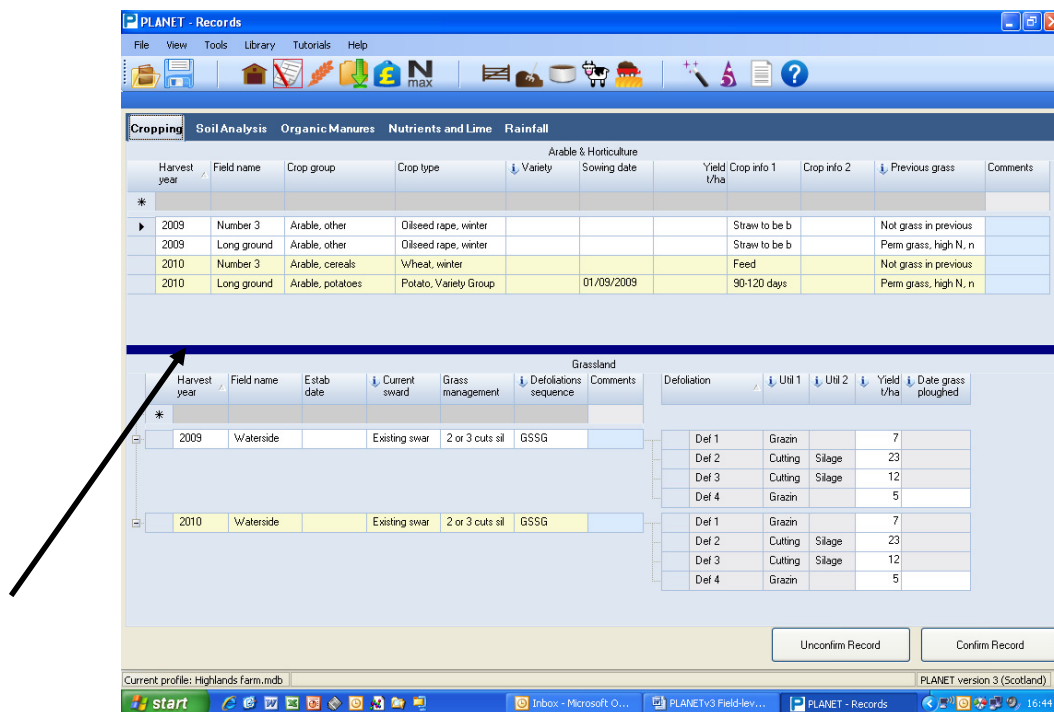 PLANET - Records
File View Tools Library Tutorials Help
N
max
Cropping Soil Analysis Organic Manures Nutrients and Lime Rainfall
Arable & Horticulture
Harvest year Field name Crop group Crop type Variety Sowing date Yield t/ha Crop info 1 Crop info 2 Previous grass Comments
2009 Number 3 Arable, other Oilseed rape, winter Straw to be b Not grass in previous
2009 Long ground Arable, other Oilseed rape, winter Straw to be b Perm grass, high N, n
2010 Number 3 Arable, cereals Wheat, winter Feed Not grass in previous
2010 Long ground Arable, potatoes Potato, Variety Group 01/09/2009 90-120 days Perm grass, high N, n
Grassland
Harvest year Field name Estab date Current sward Grass management Defoliations sequence Comments Defoliation Util 1 Util 2 Yield t/ha Date grass ploughed
2009 Waterside Existing swar 2 or 3 cuts sil GSSG Def 1 Grazin 7
Def 2 Cutting Silage 23
Def 3 Cutting Silage 12
Def 4 Grazin 5
2010 Waterside Existing swar 2 or 3 cuts sil GSSG Def 1 Grazin 7
Def 2 Cutting Silage 23
Def 3 Cutting Silage 12
Def 4 Grazin 5
Unconfirm Record Confirm Record
Current profile: Highlands farm.mdb PLANET version 3 (Scotland)
start Inbox - Microsoft O... PLANETv3 Field-lev... PLANET - Records 16:44